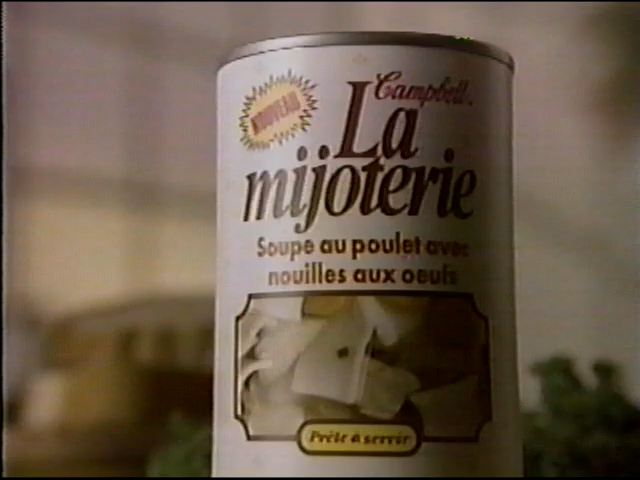 NOUVEAU
Campbell.
La
mijoterie
Soupe au poulet avec
nouilles aux oeufs
Prête à servir